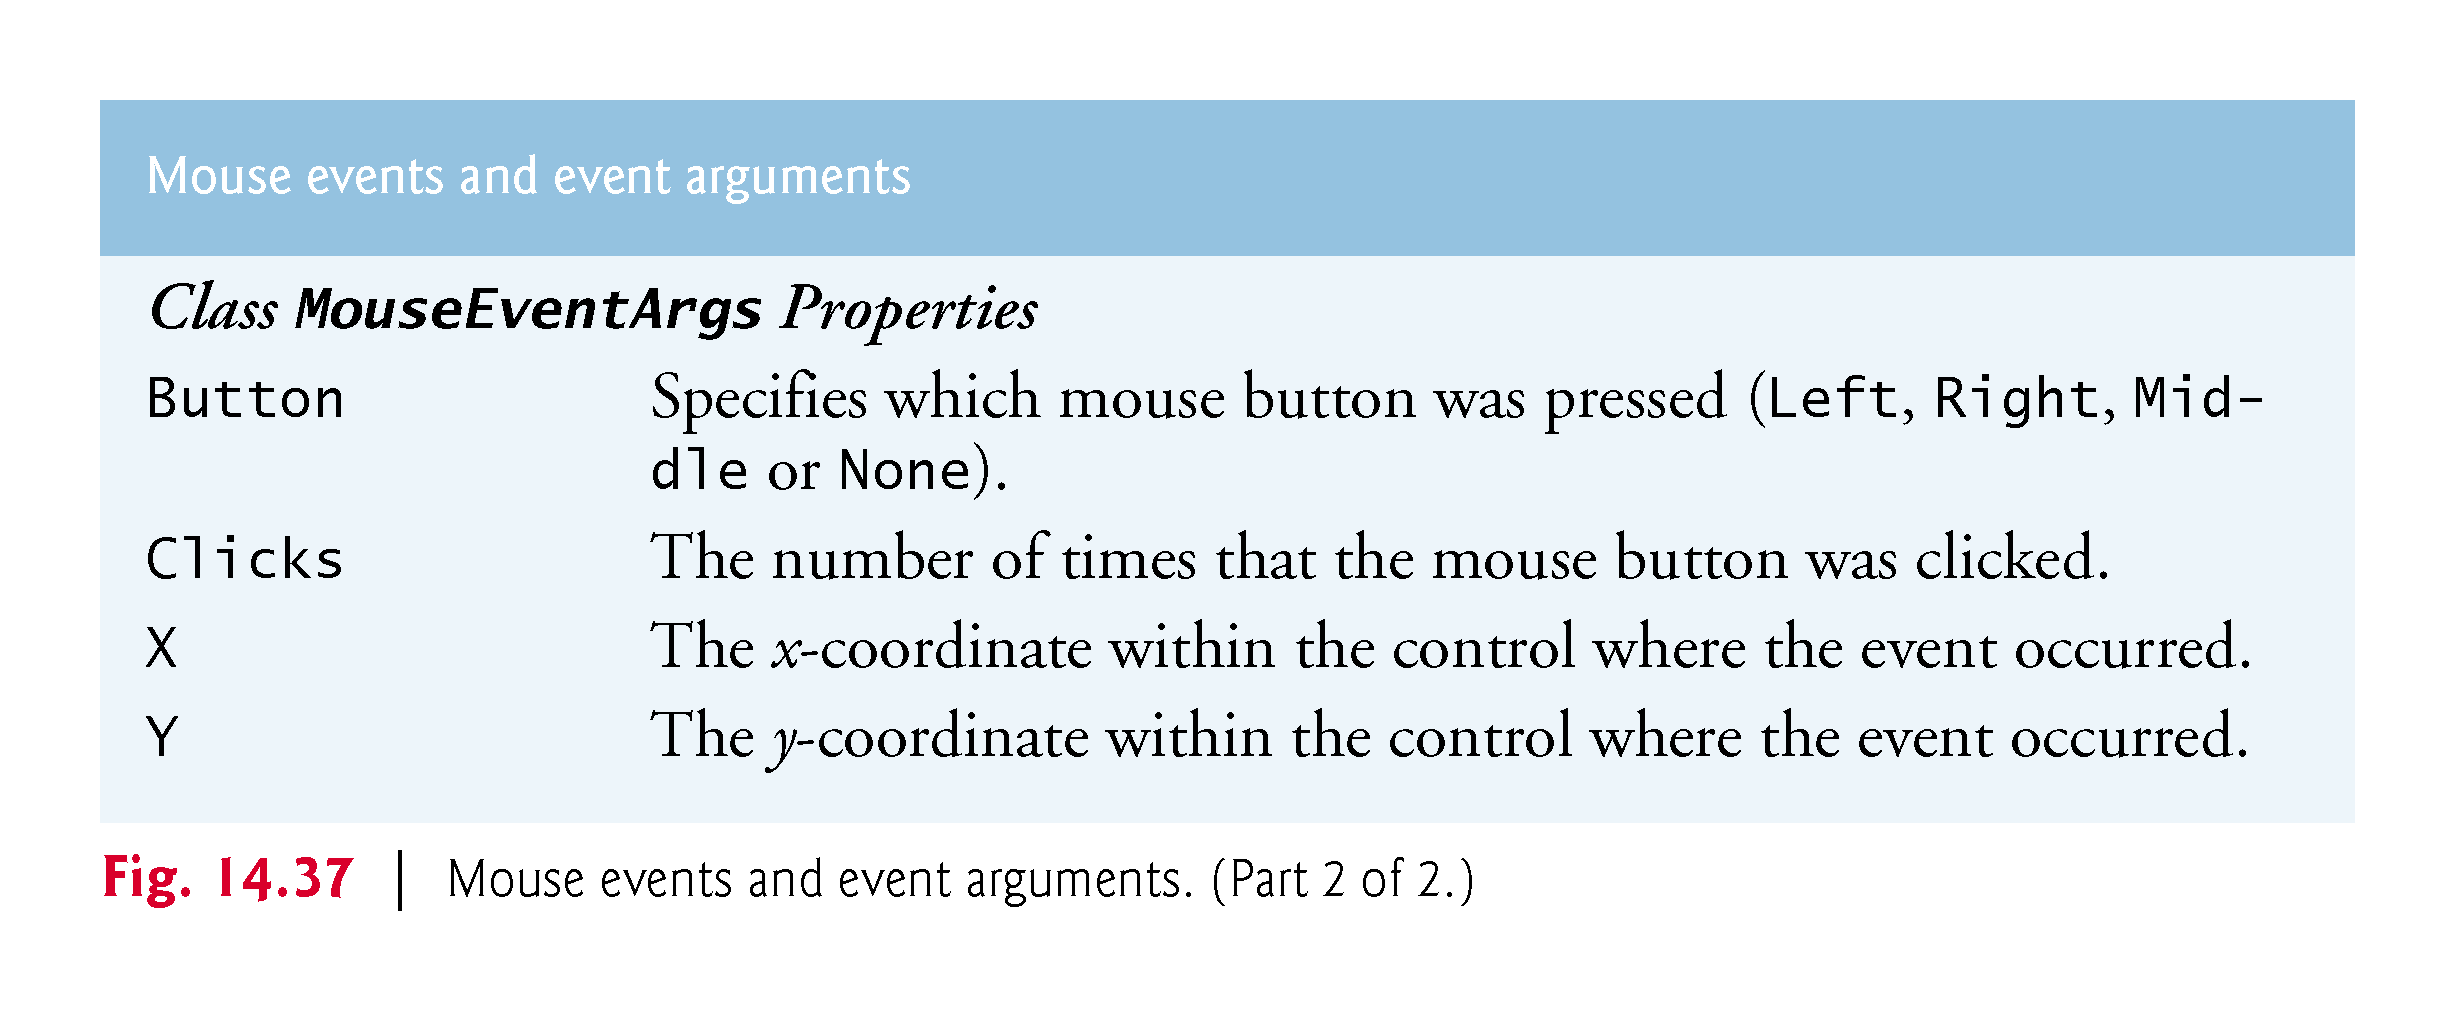 Mouse events and event arguments
Class MouseEventArgs Properties
Button Specifies which mouse button was pressed (Left, Right, Mid-
dle or None).
Clicks The number of times that the mouse button was clicked.
X The x-coordinate within the control where the event occurred.
Y The y-coordinate within the control where the event occurred.
Fig. 14.37 | Mouse events and event arguments. (Part 2 of 2.)